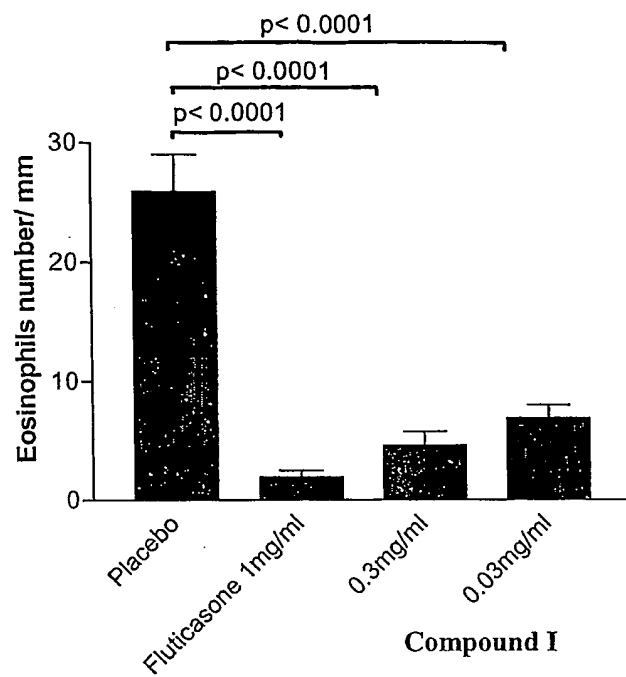 p< 0.0001
p< 0.0001
p< 0.0001
Eosinophils number/ mm
30
20
10
0
Placebo
Fluticasone 1mg/ml
0.3mg/ml
0.03mg/ml
Compound I